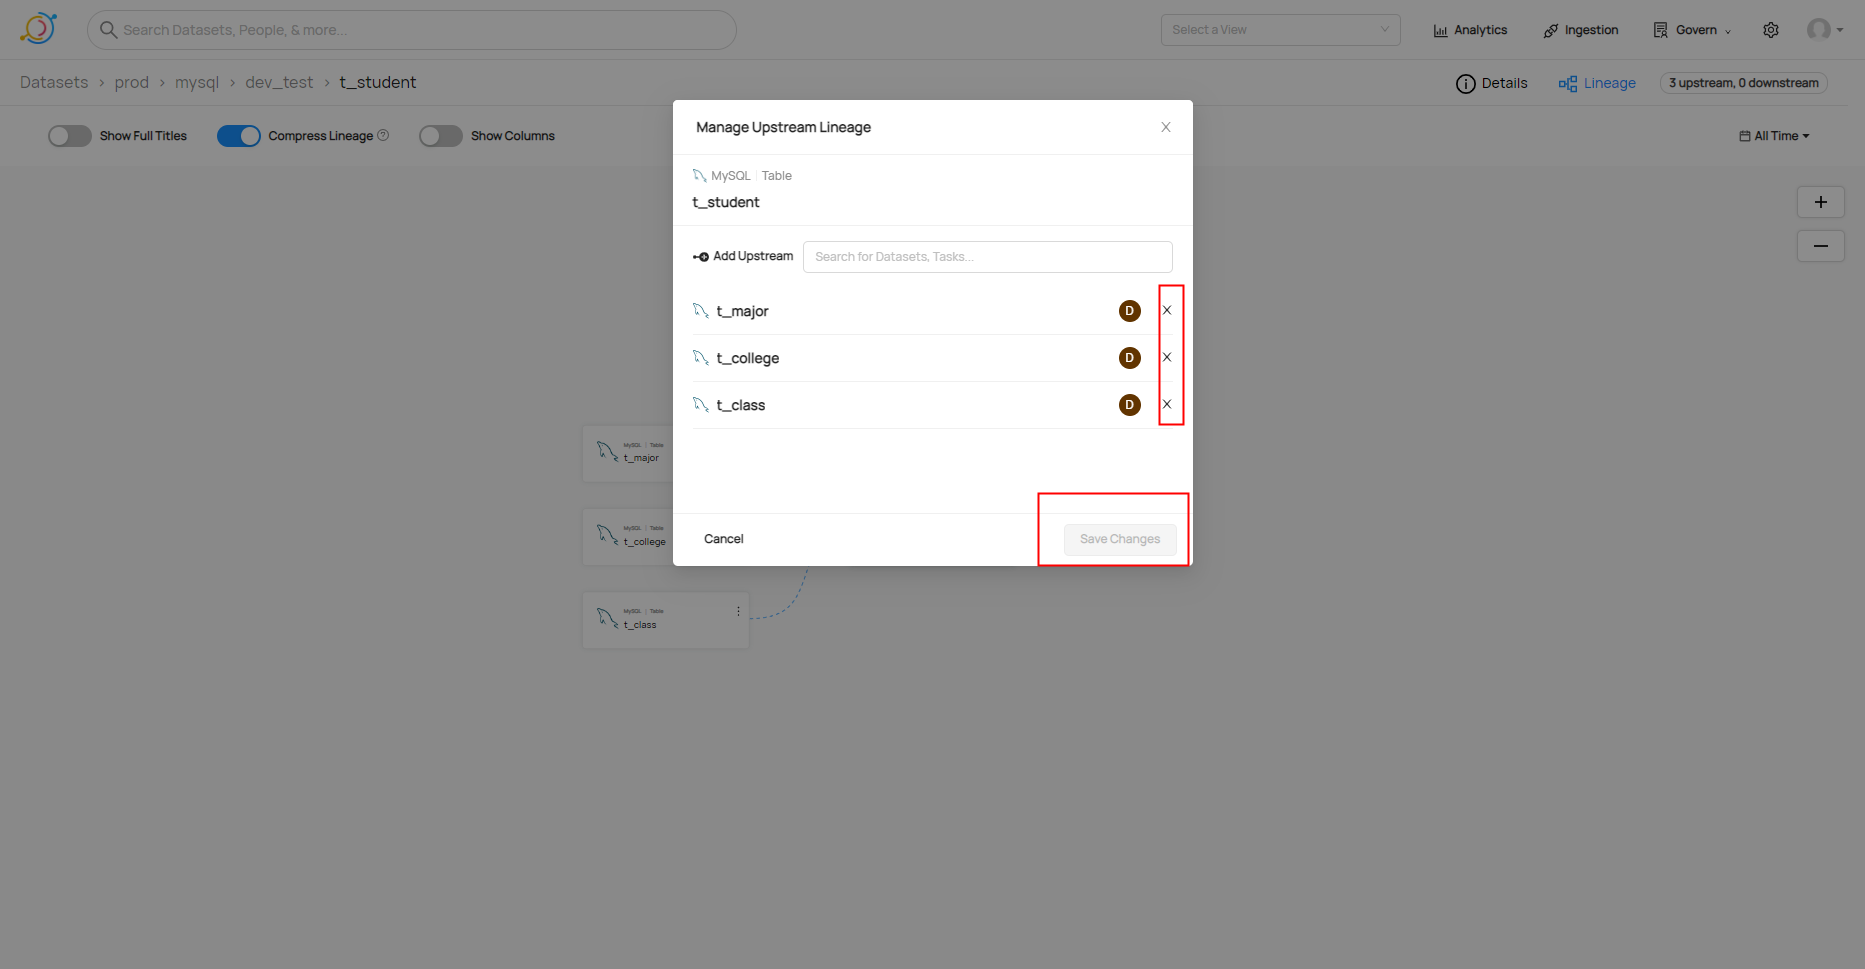 Search Datasets, People, & more...
Select a View
Analytics
Ingestion
Govern
Datasets > prod > mysql > dev_test > t_student
Details
Lineage
3 upstream, 0 downstream
Show Full Titles
Compress Lineage
Show Columns
All Time
Manage Upstream Lineage
MySQL | Table
t_student
Add Upstream
Search for Datasets, Tasks...
t_major
D
t_college
D
t_class
D
Cancel
Save Changes
MySQL | Table
t_major
MySQL | Table
t_college
MySQL | Table
t_class